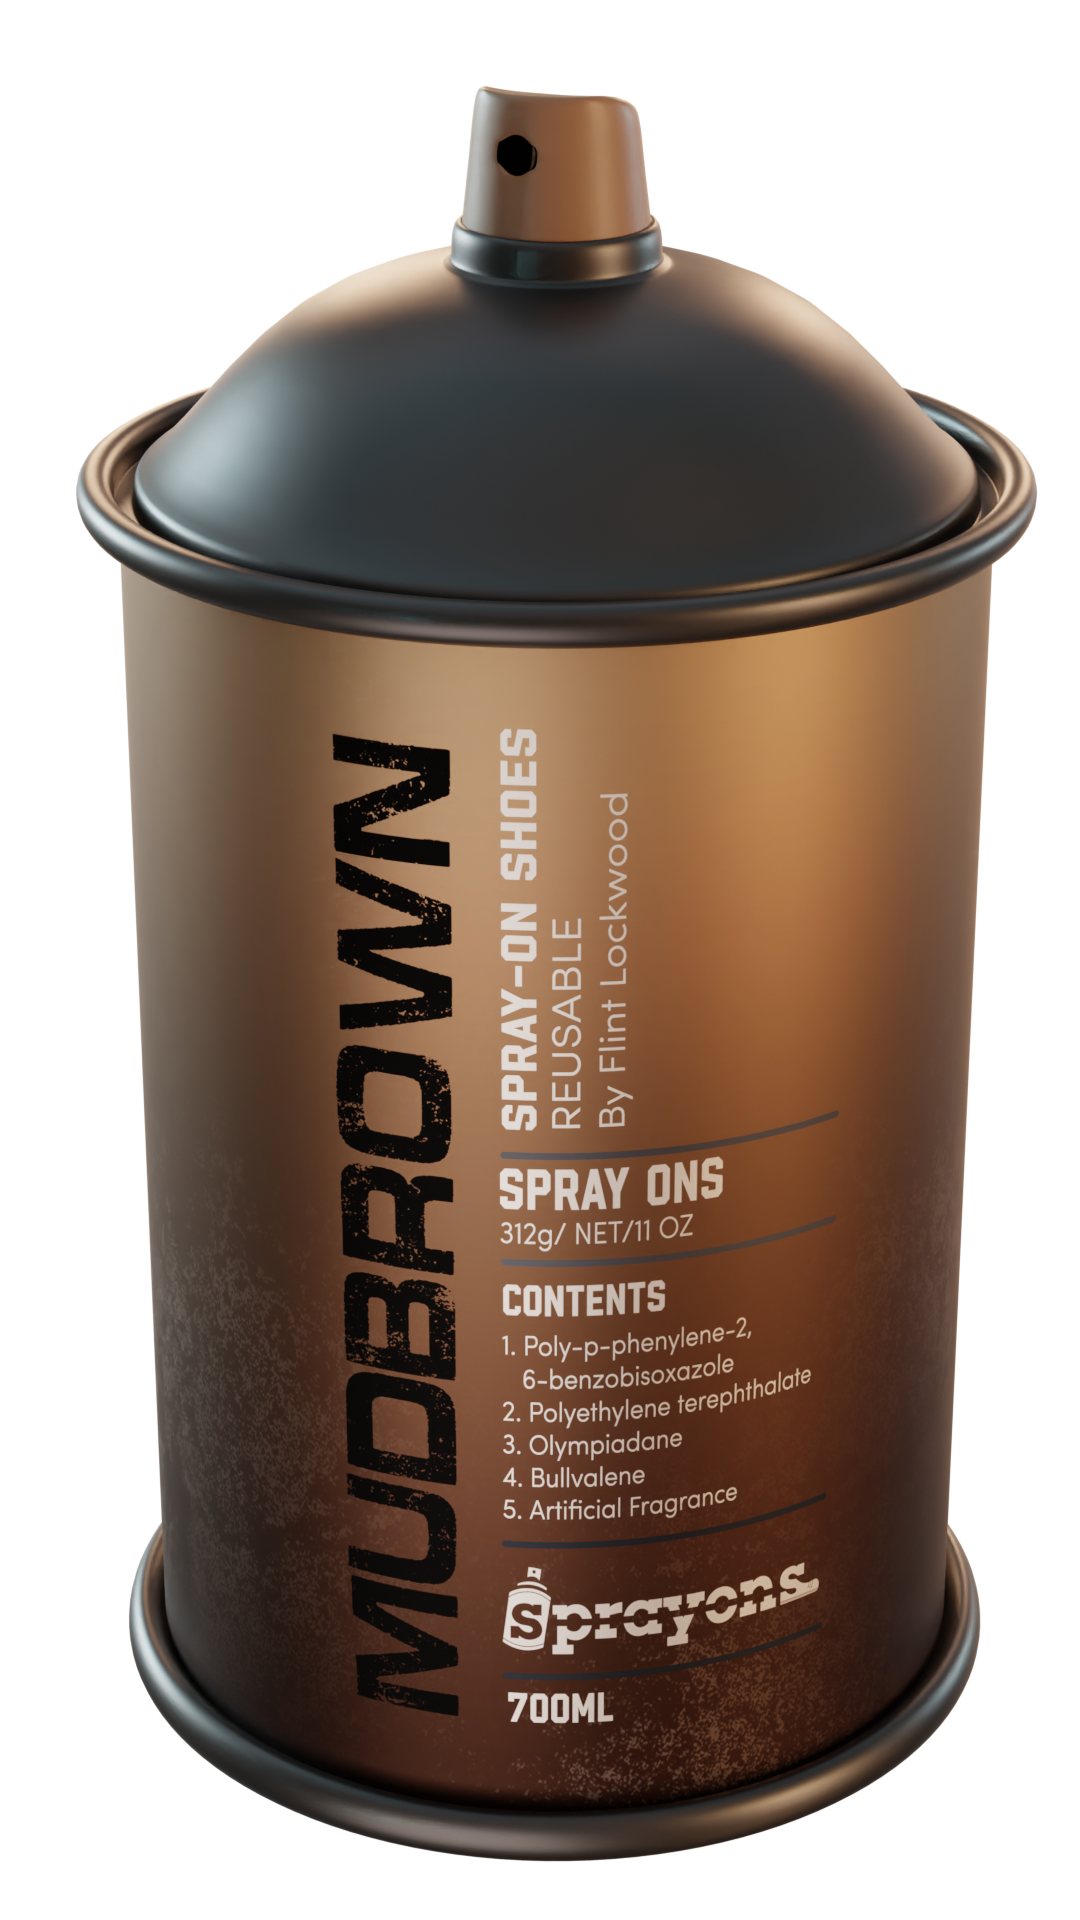 MUDBROWN
SPRAY-ON SHOES
REUSABLE
By Flint Lockwood
SPRAY ONS
312g/ NET/11 OZ
CONTENTS
1. Poly-p-phenylene-2,
6-benzobisoxazole
2. Polyethylene terephthalate
3. Olympiadane
4. Bullvalene
5. Artificial Fragrance
Sprayons
700ML